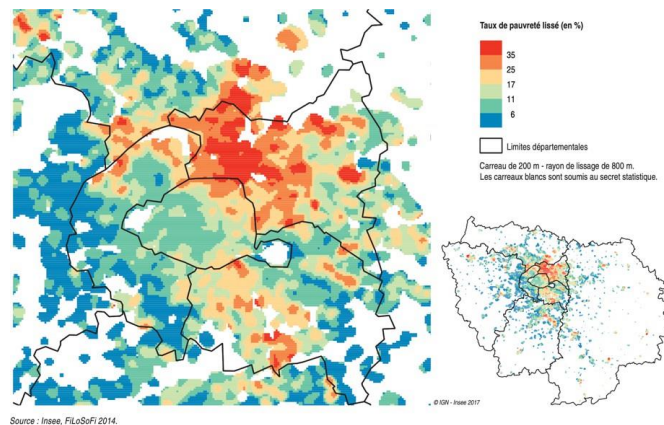 Taux de pauvreté lissé (en %)
35
25
17
11
6
Limites départementales
Carreau de 200 m - rayon de lissage de 800 m.
Les carreaux blancs sont soumis au secret statistique.
© IGN - Insee 2017
Source : Insee, FiLoSoFi 2014.